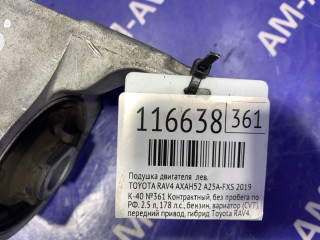 AM-AVTO
116638 361
Подушка двигателя лев.
TOYOTA RAV4 AXAH52 A25A-FXS 2019
К-40 №361 Контрактный, без пробега по
РФ. 2.5 л, 178 л.с., бензин, вариатор (CVT)
передний привод, гибрид Toyota RAV4.